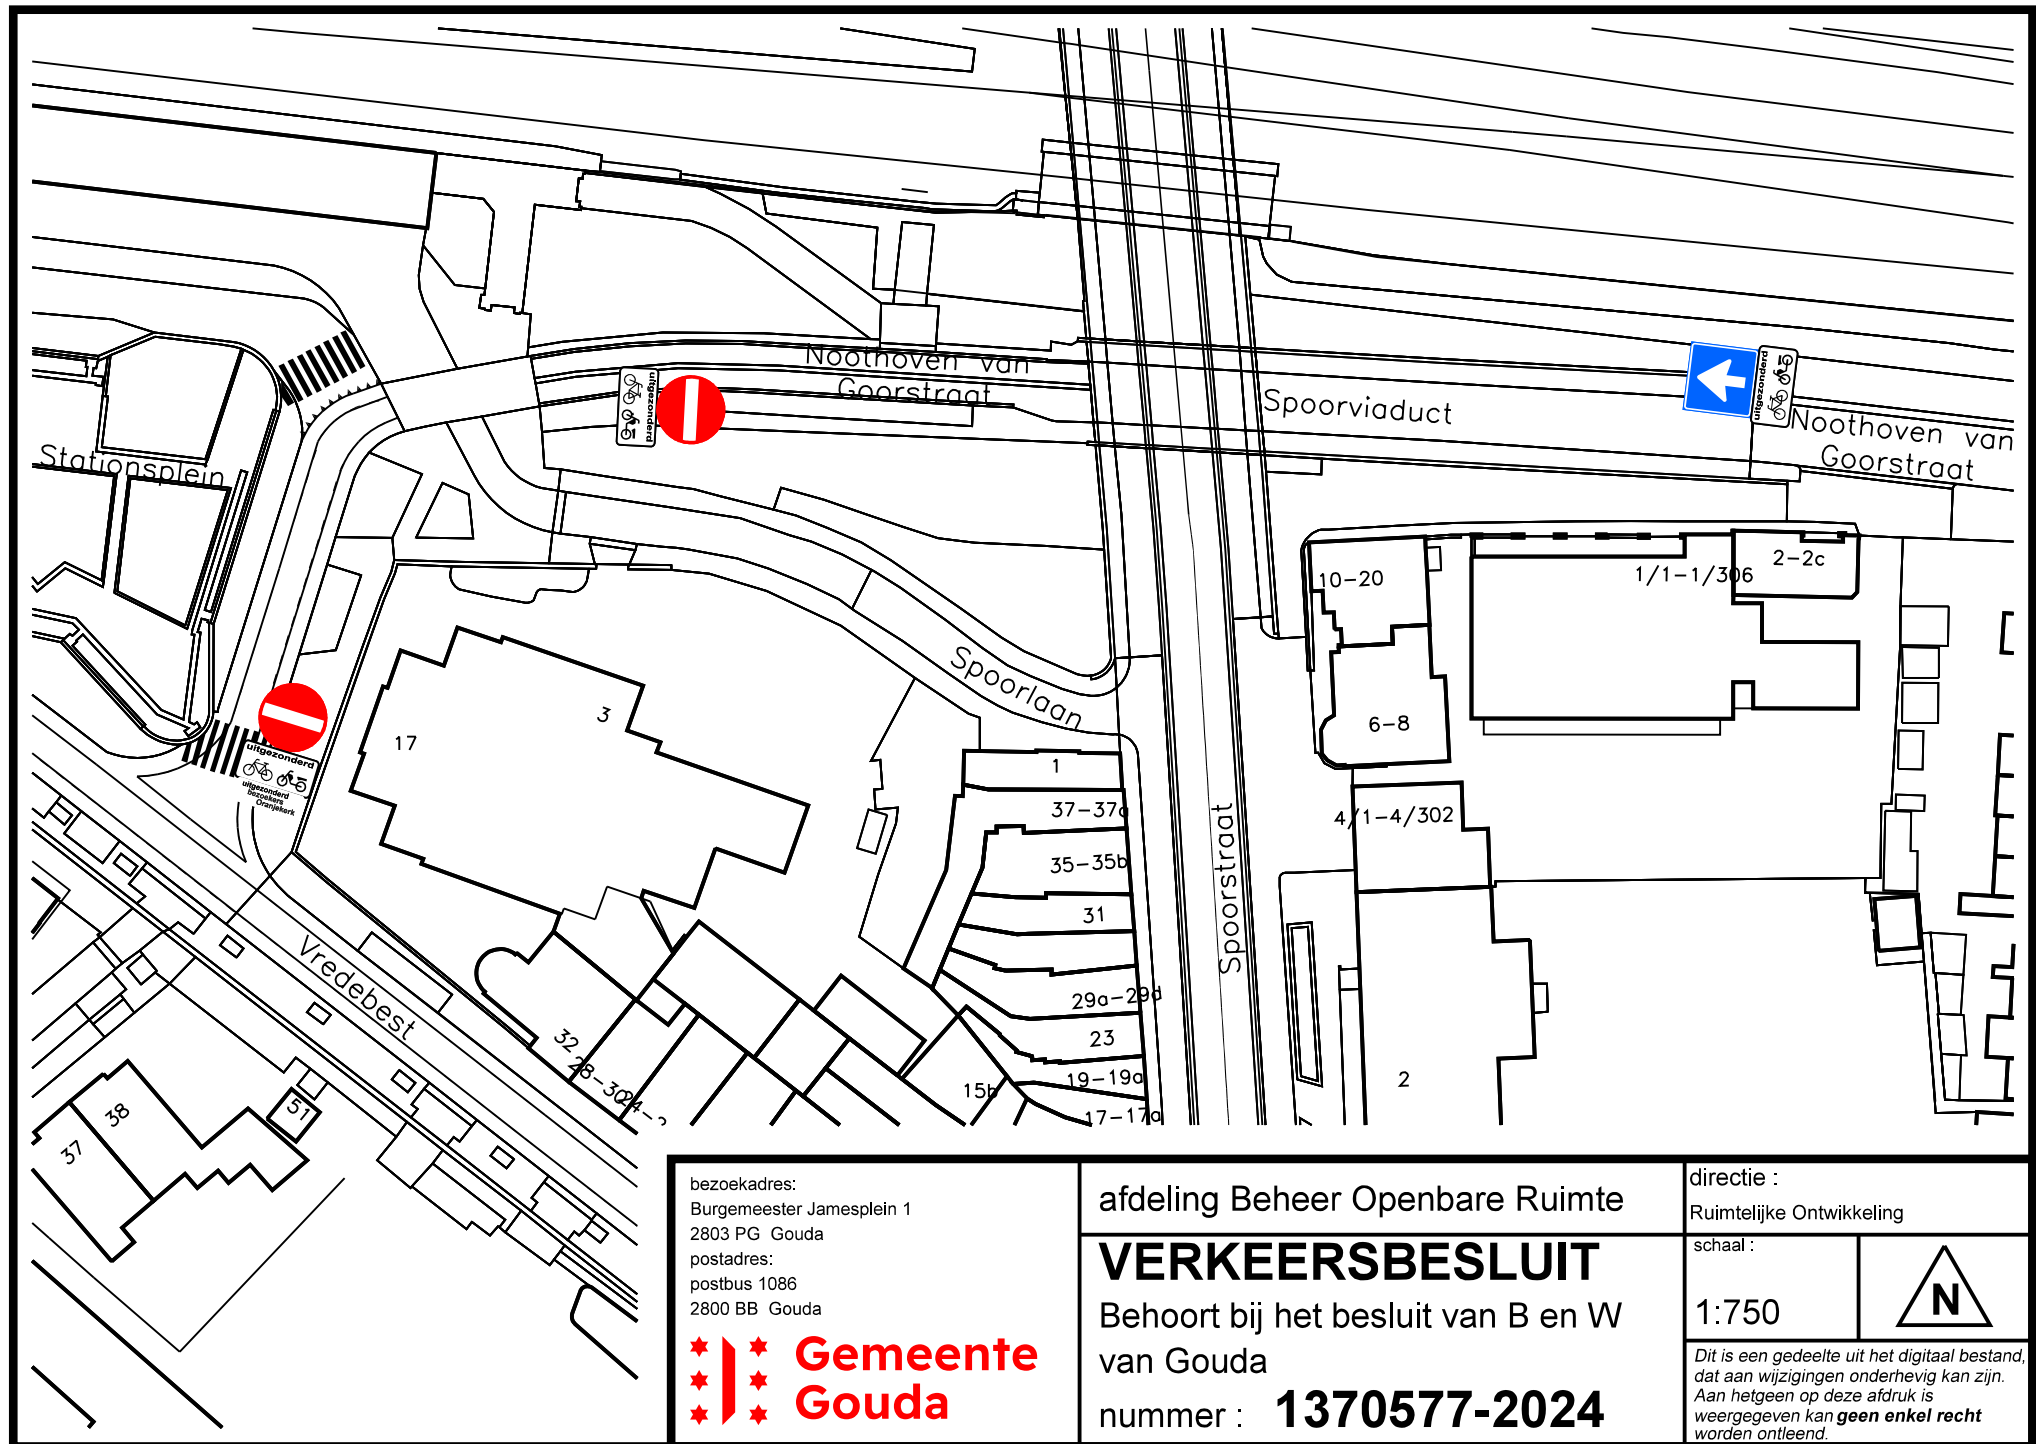 Noothoven van
Goorstraat
uitgezonderd
Spoorviaduct
uitgezonderd
Noothoven van
Goorstraat
Stationsplein
10-20
1/1-1/306
2-2c
Spoorlaan
6-8
3
17
uitgezonderd
uitgezonderd
bezoekers
Oranjekerk
1
37-37a
4/1-4/302
35-35b
Spoorstraat
31
Vredebest
29a-29d
23
32
28-30
19-19a
2
15b
17-17a
51
38
37
bezoekadres:
Burgemeester Jamesplein 1
2803 PG Gouda
postadres:
postbus 1086
2800 BB Gouda
Gemeente
Gouda
afdeling Beheer Openbare Ruimte
VERKEERSBESLUIT
Behoort bij het besluit van B en W
van Gouda
nummer : 1370577-2024
directie :
Ruimtelijke Ontwikkeling
schaal :
1:750
N
Dit is een gedeelte uit het digitaal bestand,
dat aan wijzigingen onderhevig kan zijn.
Aan hetgeen op deze afdruk is
weergegeven kan geen enkel recht
worden ontleend.